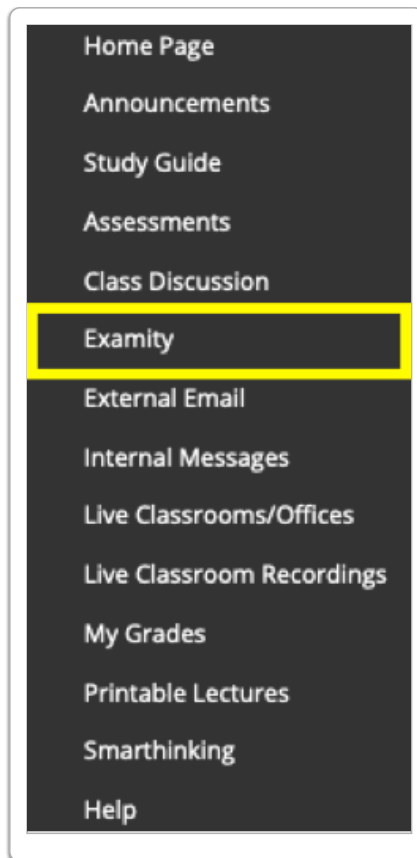 Home Page
Announcements
Study Guide
Assessments
Class Discussion
Examity
External Email
Internal Messages
Live Classrooms/Offices
Live Classroom Recordings
My Grades
Printable Lectures
Smarthinking
Help